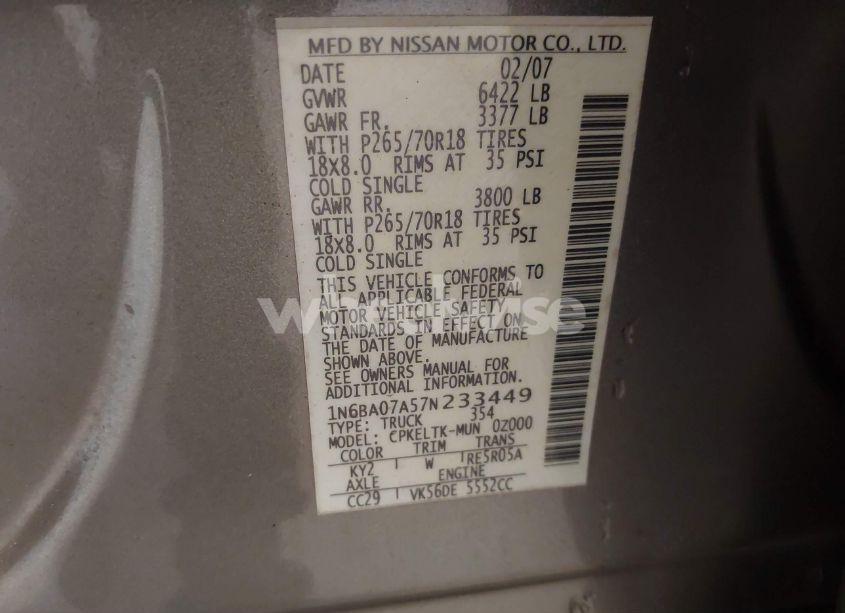 MFD BY NISSAN MOTOR CO., LTD.
DATE 02/07
GVWR 6422 LB
GAWR FR. 3377 LB
WITH P265/70R18 TIRES
18X8.0 RIMS AT 35 PSI
COLD SINGLE
GAWR RR. 3800 LB
WITH P265/70R18 TIRES
18X8.0 RIMS AT 35 PSI
COLD SINGLE
THIS VEHICLE CONFORMS TO
ALL APPLICABLE FEDERAL
MOTOR VEHICLE SAFETY
STANDARDS IN EFFECT ON
THE DATE OF MANUFACTURE
SHOWN ABOVE.
SEE OWNERS MANUAL FOR
ADDITIONAL INFORMATION.
1N6BA07A57N233449
TYPE: TRUCK 354
MODEL: CPKELTK-MUN 0Z000
COLOR TRIM TRANS
KY2 W RE5R05A
AXLE ENGINE
CC29 VK56DE 5552CC